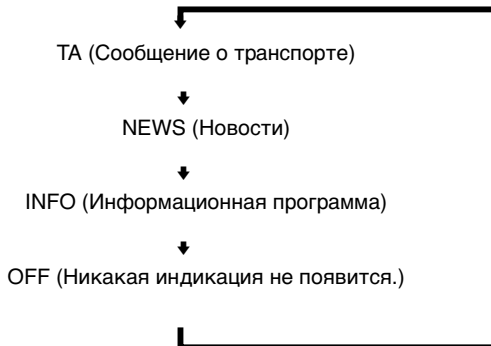 TA (Сообщение о транспорте)
NEWS (Новости)
INFO (Информационная программа)
OFF (Никакая индикация не появится.)